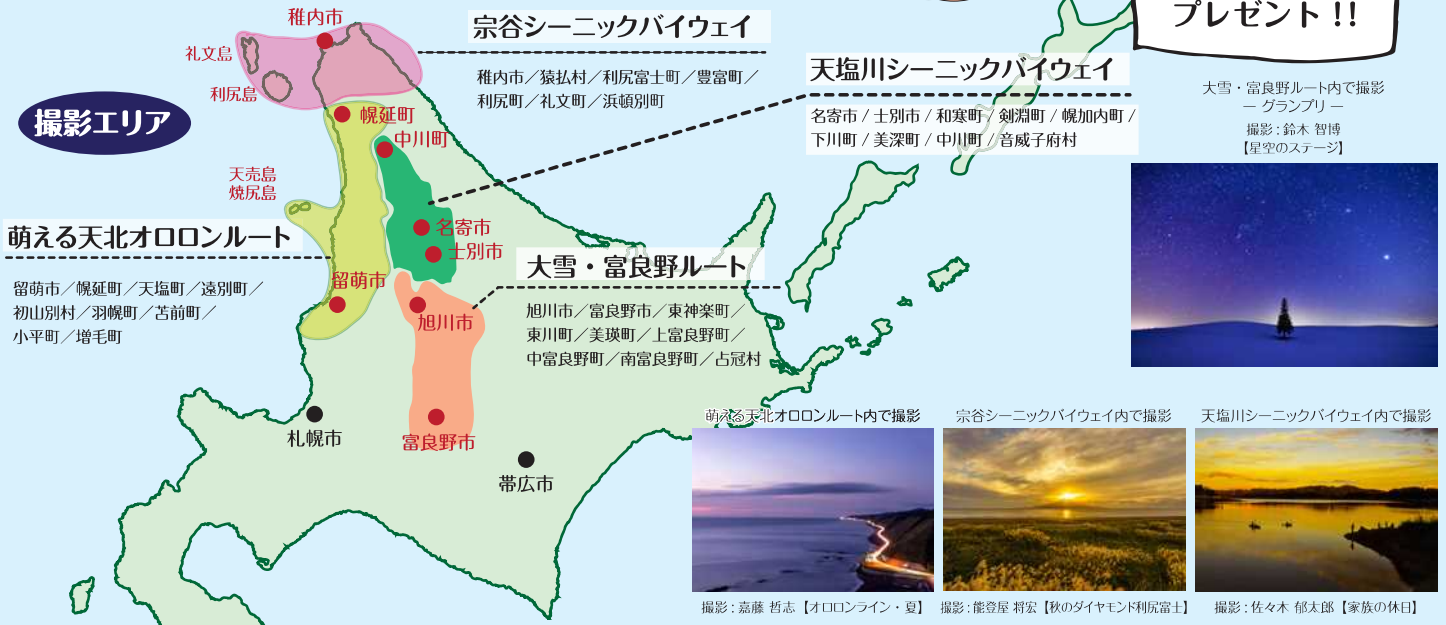 プレゼント !!
撮影エリア
稚内市
礼文島
利尻島
幌延町
中川町
天売島
焼尻島
名寄市
士別市
留萌市
旭川市
富良野市
札幌市
帯広市
宗谷シーニックバイウェイ
稚内市／猿払村／利尻富士町／豊富町／
利尻町／礼文町／浜頓別町
天塩川シーニックバイウェイ
名寄市 / 士別市 / 和寒町 / 剣淵町 / 幌加内町 /
下川町 / 美深町 / 中川町 / 音威子府村
萌える天北オロロンルート
留萌市／幌延町／天塩町／遠別町／
初山別村／羽幌町／苫前町／
小平町／増毛町
大雪・富良野ルート
旭川市／富良野市／東神楽町／
東川町／美瑛町／上富良野町／
中富良野町／南富良野町／占冠村
大雪・富良野ルート内で撮影
― グランプリ ―
撮影 : 鈴木 智博
【星空のステージ】
萌える天北オロロンルート内で撮影
撮影 : 嘉藤 哲志 【オロロンライン・夏】
宗谷シーニックバイウェイ内で撮影
撮影 : 能登屋 将宏 【秋のダイヤモンド利尻富士】
天塩川シーニックバイウェイ内で撮影
撮影 : 佐々木 郁太郎 【家族の休日】